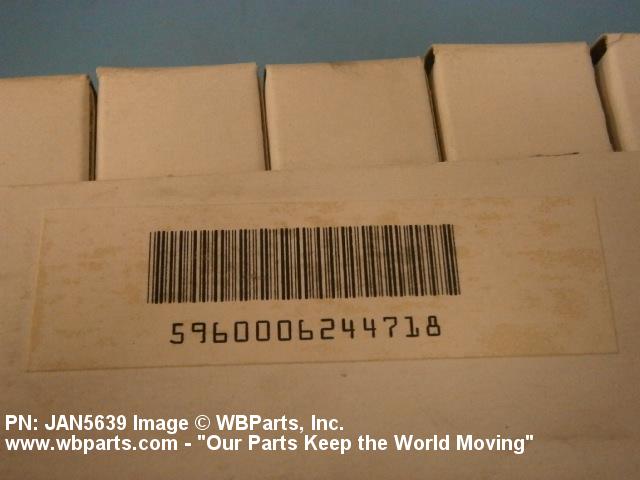 5960006244718
PN: JAN5639 Image © WBParts, Inc.
www.wbparts.com - "Our Parts Keep the World Moving"